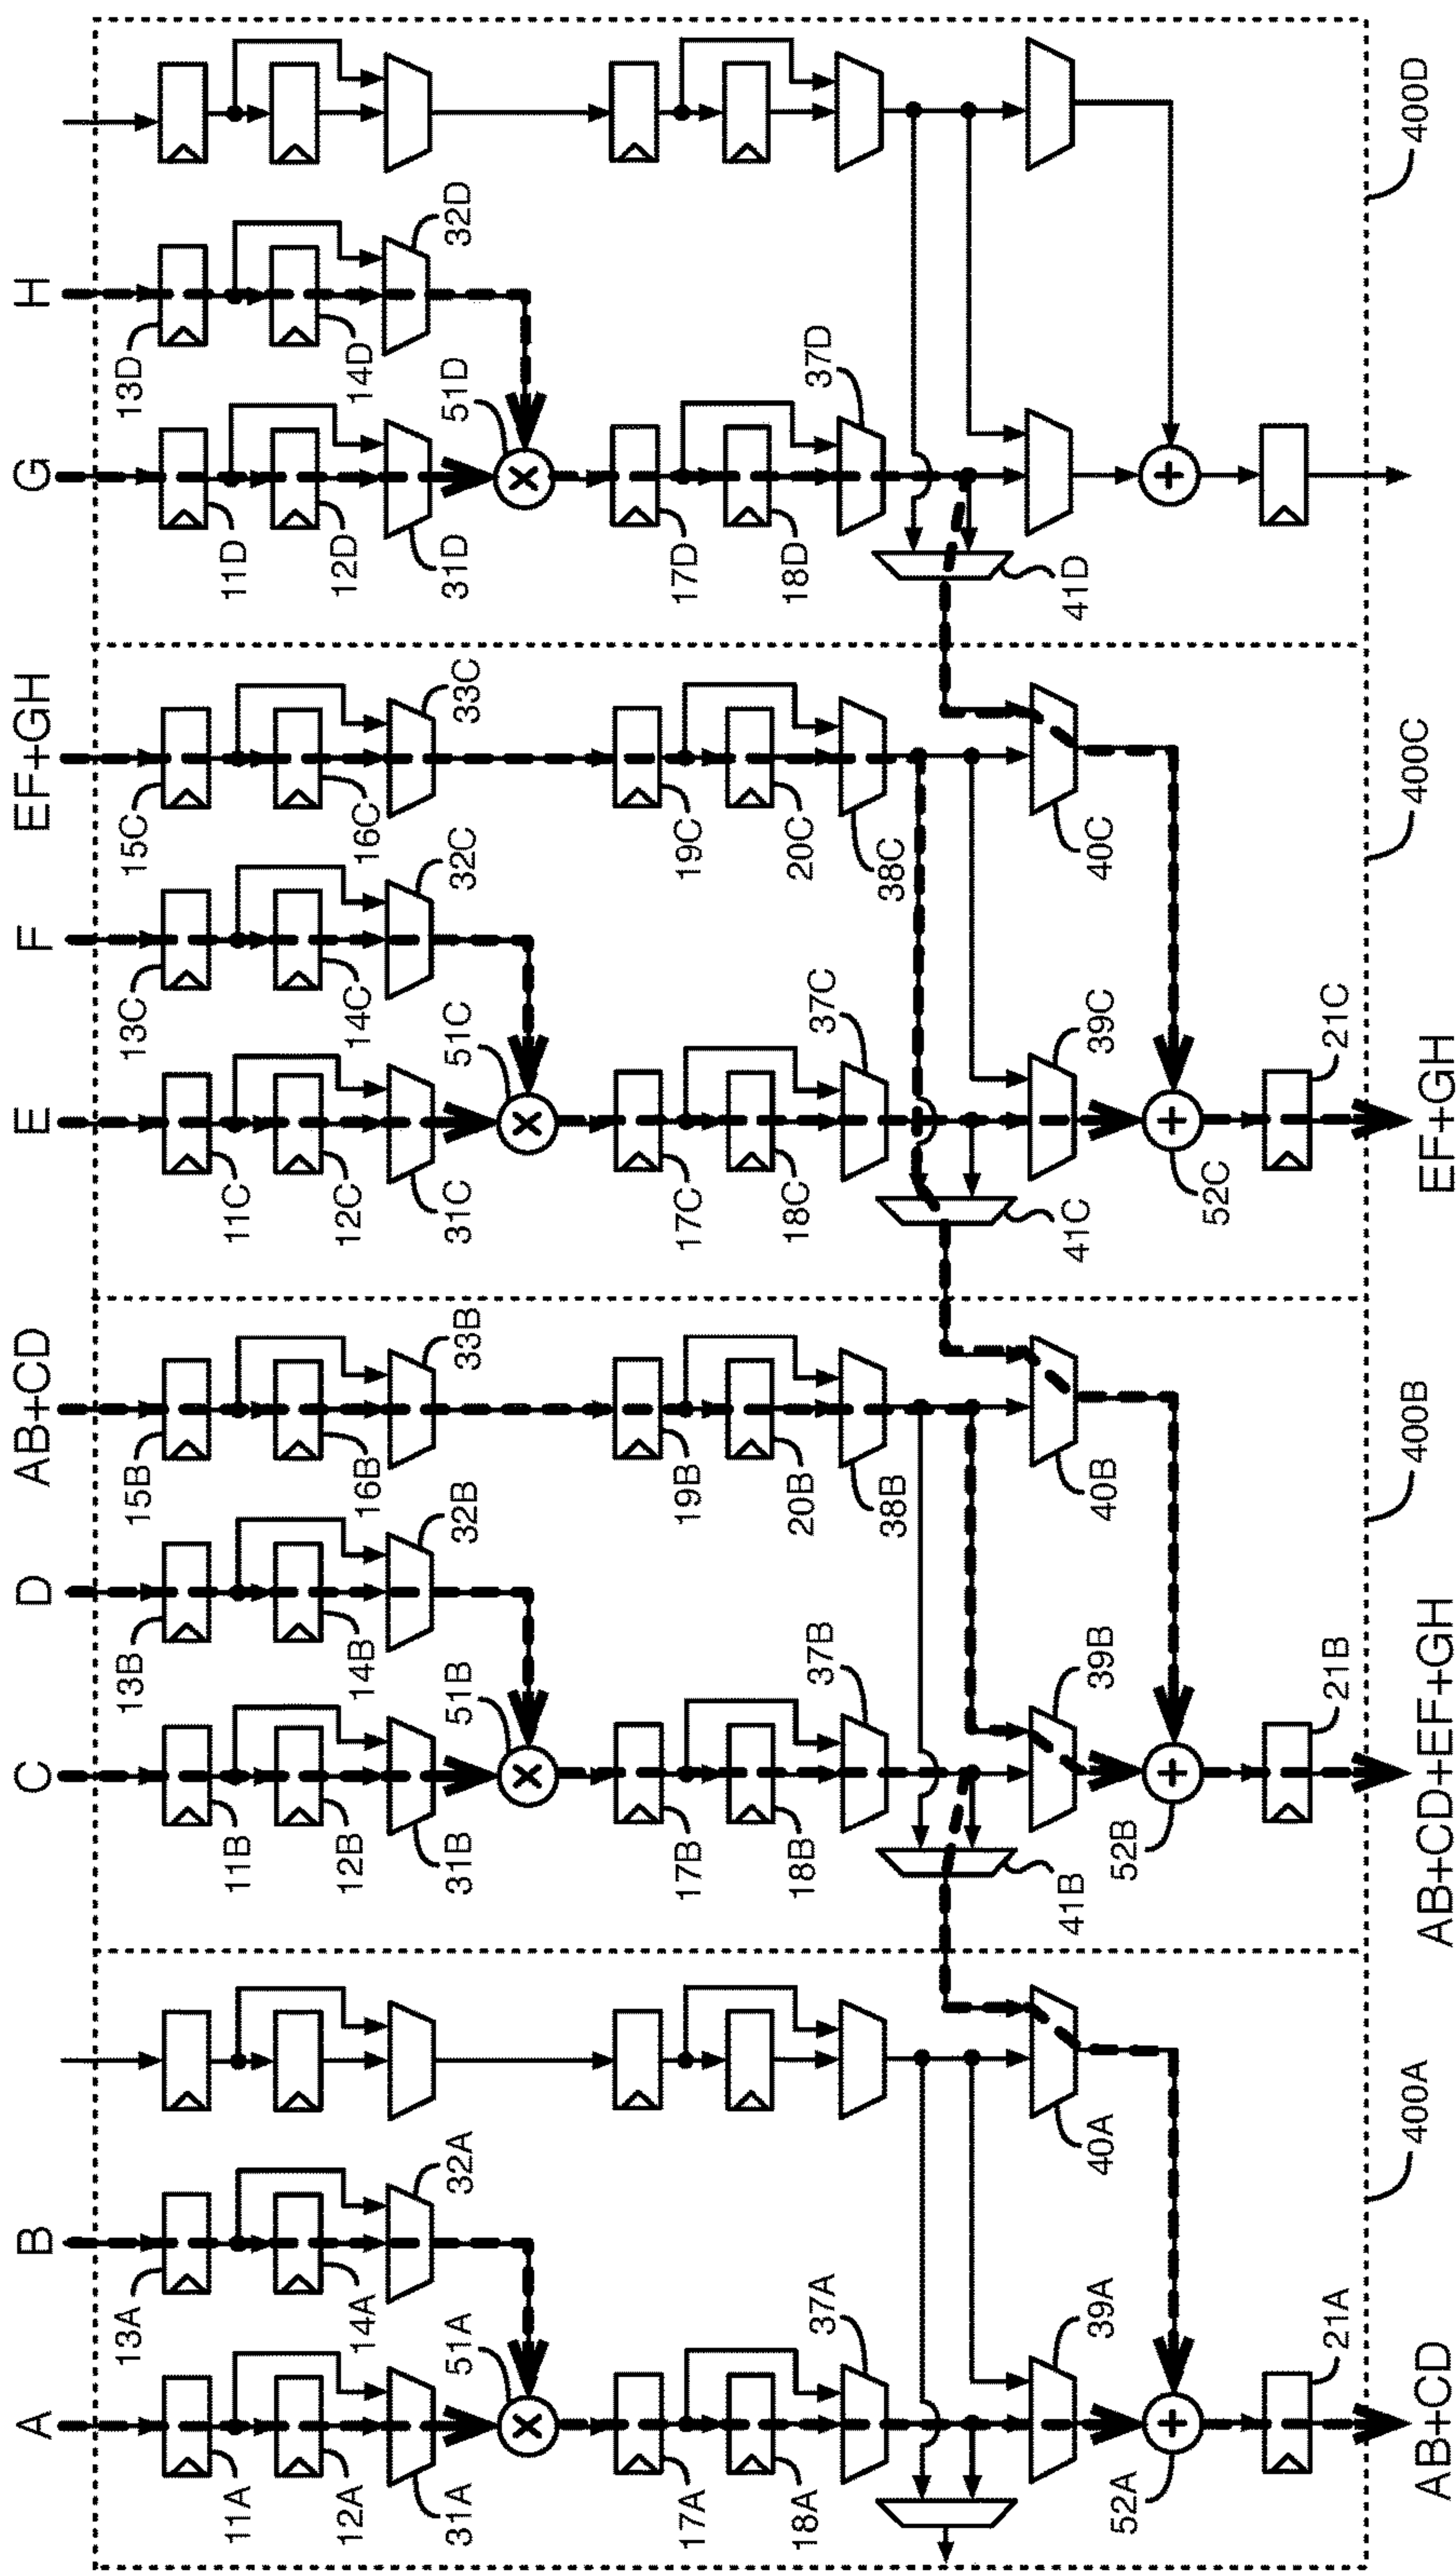 A
B
C
D
AB+CD
E
F
EF+GH
G
H
11A
13A
11B
13B
15B
11C
13C
15C
11D
13D
12A
14A
12B
14B
16B
12C
14C
16C
12D
14D
31A
32A
31B
32B
33B
31C
32C
33C
31D
32D
51A
51B
51C
51D
×
×
×
×
17A
17B
19B
17C
19C
17D
18A
18B
20B
18C
20C
18D
37A
37B
38B
37C
38C
37D
41B
41C
41D
39A
40A
39B
40B
39C
40C
52A
52B
52C
+
+
+
+
21A
21B
21C
400A
400B
400C
400D
AB+CD
AB+CD+EF+GH
EF+GH